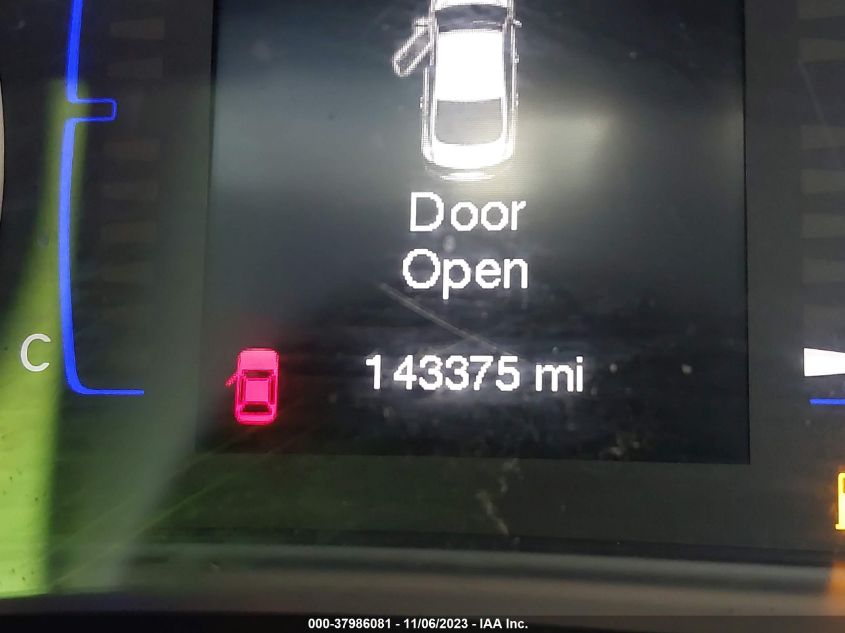 Door
Open
C
143375 mi
000-37986081 - 11/06/2023 - IAA Inc.